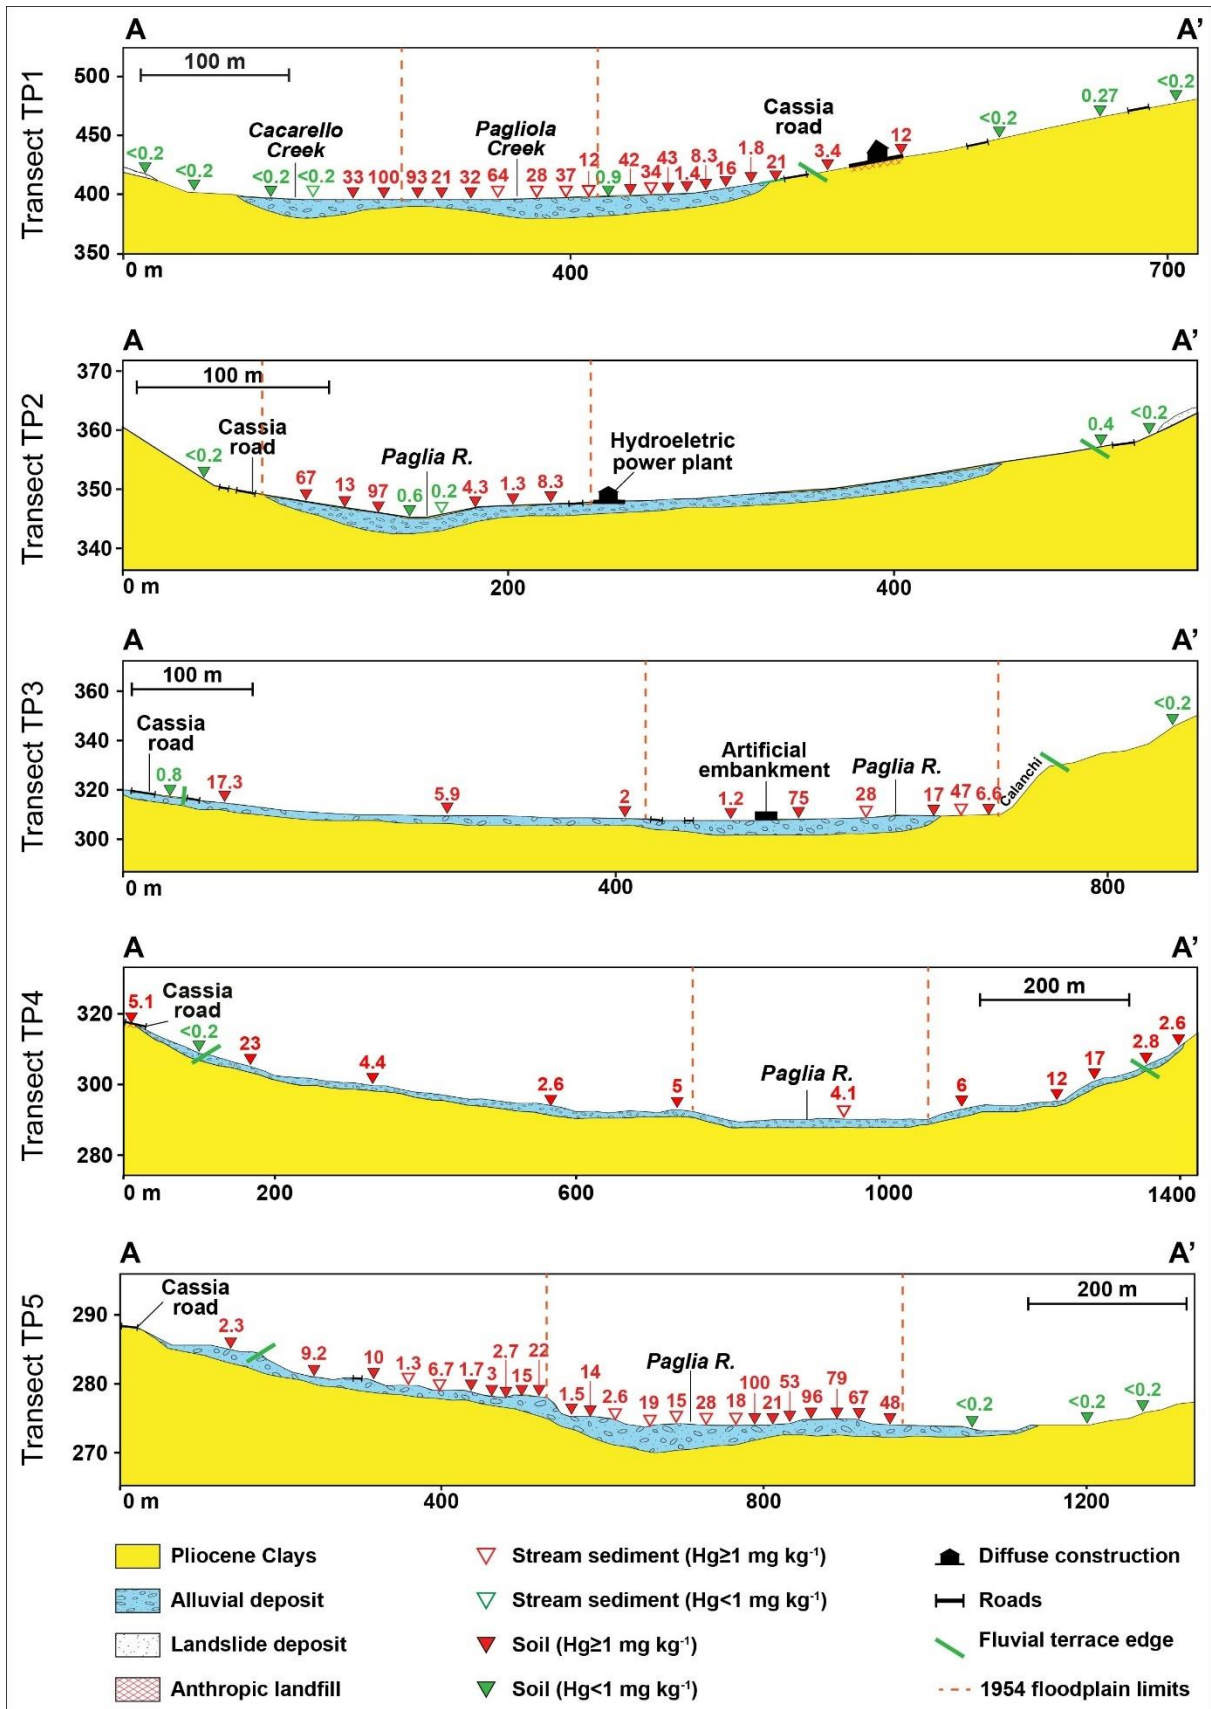 A A’
Transect TP1
500
450
400
350
100 m
Cacarello
Creek
Pagliola
Creek
Cassia
road
<0.2 <0.2 <0.2 <0.2 33 100 93 21 32 64 28 37 12 0.9 42 34 43 1.4 8.3 16 1.8 21 3.4 12 <0.2 0.27 <0.2
0 m 400 700
A A’
Transect TP2
370
360
350
340
100 m
Cassia
road
Paglia R.
Hydroeletric
power plant
<0.2 67 13 97 0.6 0.2 4.3 1.3 8.3 0.4 <0.2
0 m 200 400
A A’
Transect TP3
360
340
320
300
100 m
Cassia
road
Artificial
embankment
Paglia R.
Calanchi
0.8 17.3 5.9 2 1.2 75 28 17 47 6.6 <0.2
0 m 400 800
A A’
Transect TP4
320
300
280
Cassia
road
200 m
Paglia R.
5.1 <0.2 23 4.4 2.6 5 4.1 6 12 17 2.8 2.6
0 m 200 600 1000 1400
A A’
Transect TP5
290
280
270
Cassia
road
200 m
Paglia R.
2.3 9.2 10 1.3 6.7 1.7 3 2.7 15 22 1.5 14 2.6 19 15 28 18 100 21 53 96 79 67 48 <0.2 <0.2 <0.2
0 m 400 800 1200
Pliocene Clays
Alluvial deposit
Landslide deposit
Anthropic landfill
Stream sediment (Hg≥1 mg kg⁻¹)
Stream sediment (Hg<1 mg kg⁻¹)
Soil (Hg≥1 mg kg⁻¹)
Soil (Hg<1 mg kg⁻¹)
Diffuse construction
Roads
Fluvial terrace edge
1954 floodplain limits